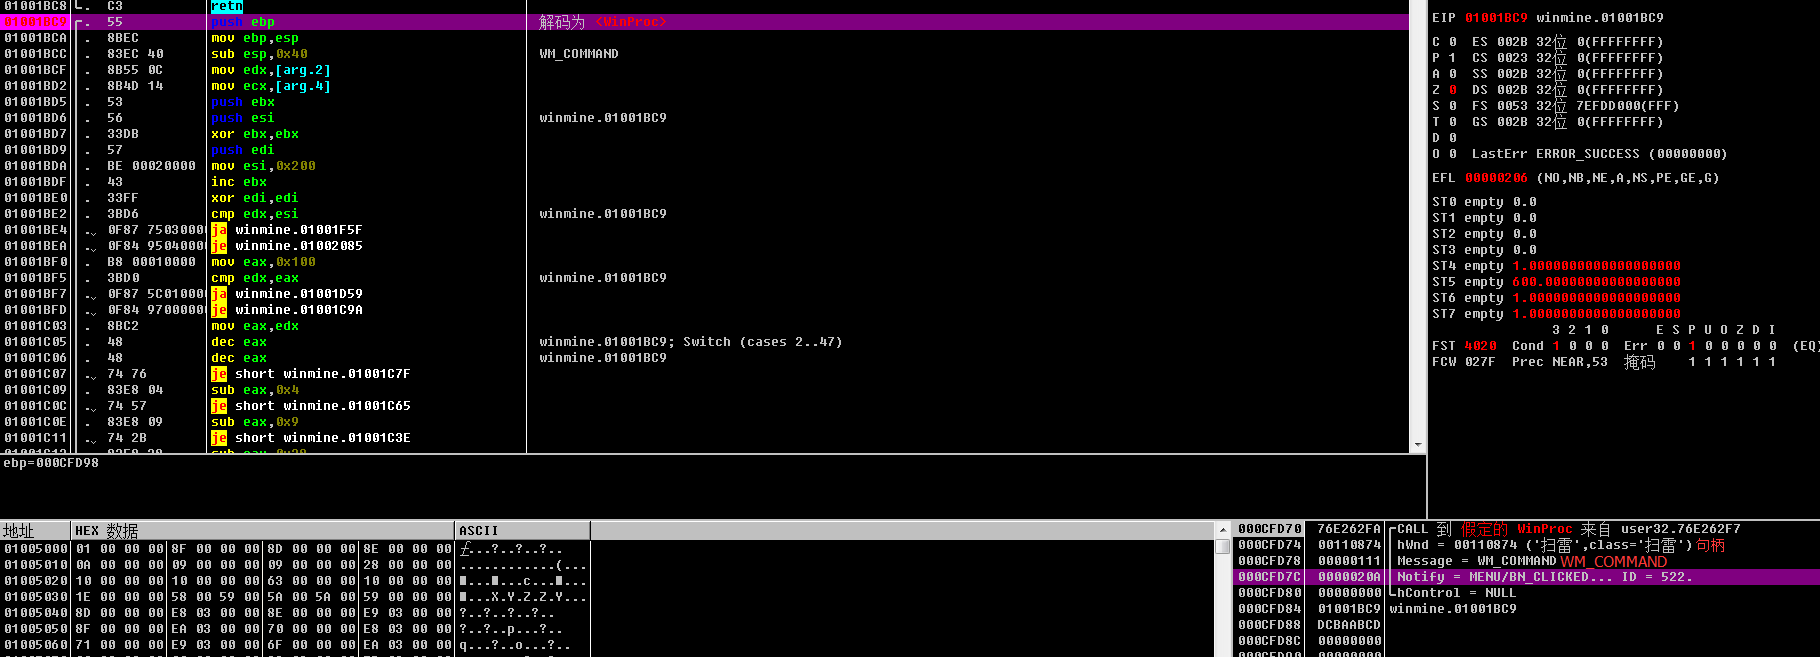 01001BC8 . C3 retn
01001BC9 . 55 push ebp 解码为 <WinProc>
01001BCA . 8BEC mov ebp,esp
01001BCC . 83EC 40 sub esp,0x40 WM_COMMAND
01001BCF . 8B55 0C mov edx,[arg.2]
01001BD2 . 8B4D 14 mov ecx,[arg.4]
01001BD5 . 53 push ebx
01001BD6 . 56 push esi winmine.01001BC9
01001BD7 . 33DB xor ebx,ebx
01001BD9 . 57 push edi
01001BDA . BE 00020000 mov esi,0x200
01001BDF . 43 inc ebx
01001BE0 . 33FF xor edi,edi
01001BE2 . 3BD6 cmp edx,esi winmine.01001BC9
01001BE4 . 0F87 75030000 ja winmine.01001F5F
01001BEA . 0F84 95040000 je winmine.01002085
01001BF0 . B8 00010000 mov eax,0x100
01001BF5 . 3BD0 cmp edx,eax winmine.01001BC9
01001BF7 . 0F87 5C010000 ja winmine.01001D59
01001BFD . 0F84 97000000 je winmine.01001C9A
01001C03 . 8BC2 mov eax,edx
01001C05 . 48 dec eax winmine.01001BC9; Switch (cases 2..47)
01001C06 . 48 dec eax winmine.01001BC9
01001C07 . 74 76 je short winmine.01001C7F
01001C09 . 83E8 04 sub eax,0x4
01001C0C . 74 57 je short winmine.01001C65
01001C0E . 83E8 09 sub eax,0x9
01001C11 . 74 2B je short winmine.01001C3E
ebp=000CFD98
EIP 01001BC9 winmine.01001BC9
C 0 ES 002B 32位 0(FFFFFFFF)
P 1 CS 0023 32位 0(FFFFFFFF)
A 0 SS 002B 32位 0(FFFFFFFF)
Z 0 DS 002B 32位 0(FFFFFFFF)
S 0 FS 0053 32位 7EFDD000(FFF)
T 0 GS 002B 32位 0(FFFFFFFF)
D 0
O 0 LastErr ERROR_SUCCESS (00000000)
EFL 00000206 (NO,NB,NE,A,NS,PE,GE,G)
ST0 empty 0.0
ST1 empty 0.0
ST2 empty 0.0
ST3 empty 0.0
ST4 empty 1.0000000000000000000
ST5 empty 600.00000000000000000
ST6 empty 1.0000000000000000000
ST7 empty 1.0000000000000000000
3 2 1 0 E S P U O Z D I
FST 4020 Cond 1 0 0 0 Err 0 0 1 0 0 0 0 0 (EQ)
FCW 027F Prec NEAR,53 掩码 1 1 1 1 1 1
地址 HEX 数据 ASCII
01005000 01 00 00 00 8F 00 00 00 8D 00 00 00 8E 00 00 00
01005010 0A 00 00 00 09 00 00 00 09 00 00 00 28 00 00 00 ............(...
01005020 10 00 00 00 10 00 00 00 63 00 00 00 10 00 00 00 ■...■...c...■...
01005030 1E 00 00 00 58 00 59 00 5A 00 5A 00 59 00 00 00 ■...X.Y.Z.Z.Y...
01005040 8D 00 00 00 E8 03 00 00 8E 00 00 00 E9 03 00 00 ?..?..?..?..
01005050 8F 00 00 00 EA 03 00 00 70 00 00 00 E8 03 00 00 ?..?..p...?..
01005060 71 00 00 00 E9 03 00 00 6F 00 00 00 EA 03 00 00 q...?..o...?..
000CFD70 76E262FA CALL 到 假定的 WinProc 来自 user32.76E262F7
000CFD74 00110874 hWnd = 00110874 ('扫雷',class='扫雷') 句柄
000CFD78 00000111 Message = WM_COMMAND WM_COMMAND
000CFD7C 0000020A Notify = MENU/BN_CLICKED... ID = 522.
000CFD80 00000000 hControl = NULL
000CFD84 01001BC9 winmine.01001BC9
000CFD88 DCBAABCD
000CFD8C 00000000